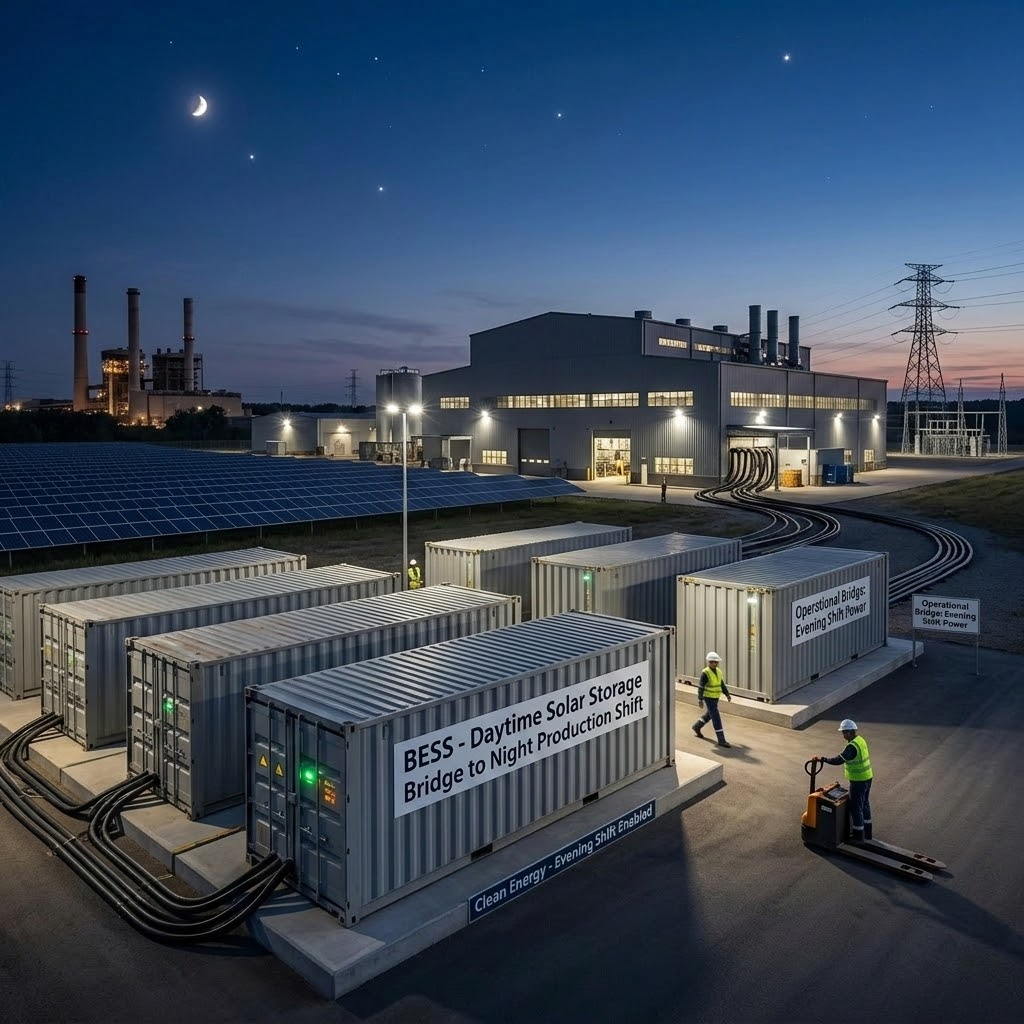 BESS - Daytime Solar Storage
Bridge to Night Production Shift
Clean Energy - Evening Shift Enabled
Operational Bridge:
Evening Shift Power
Operational
Bridge: Evening
Power